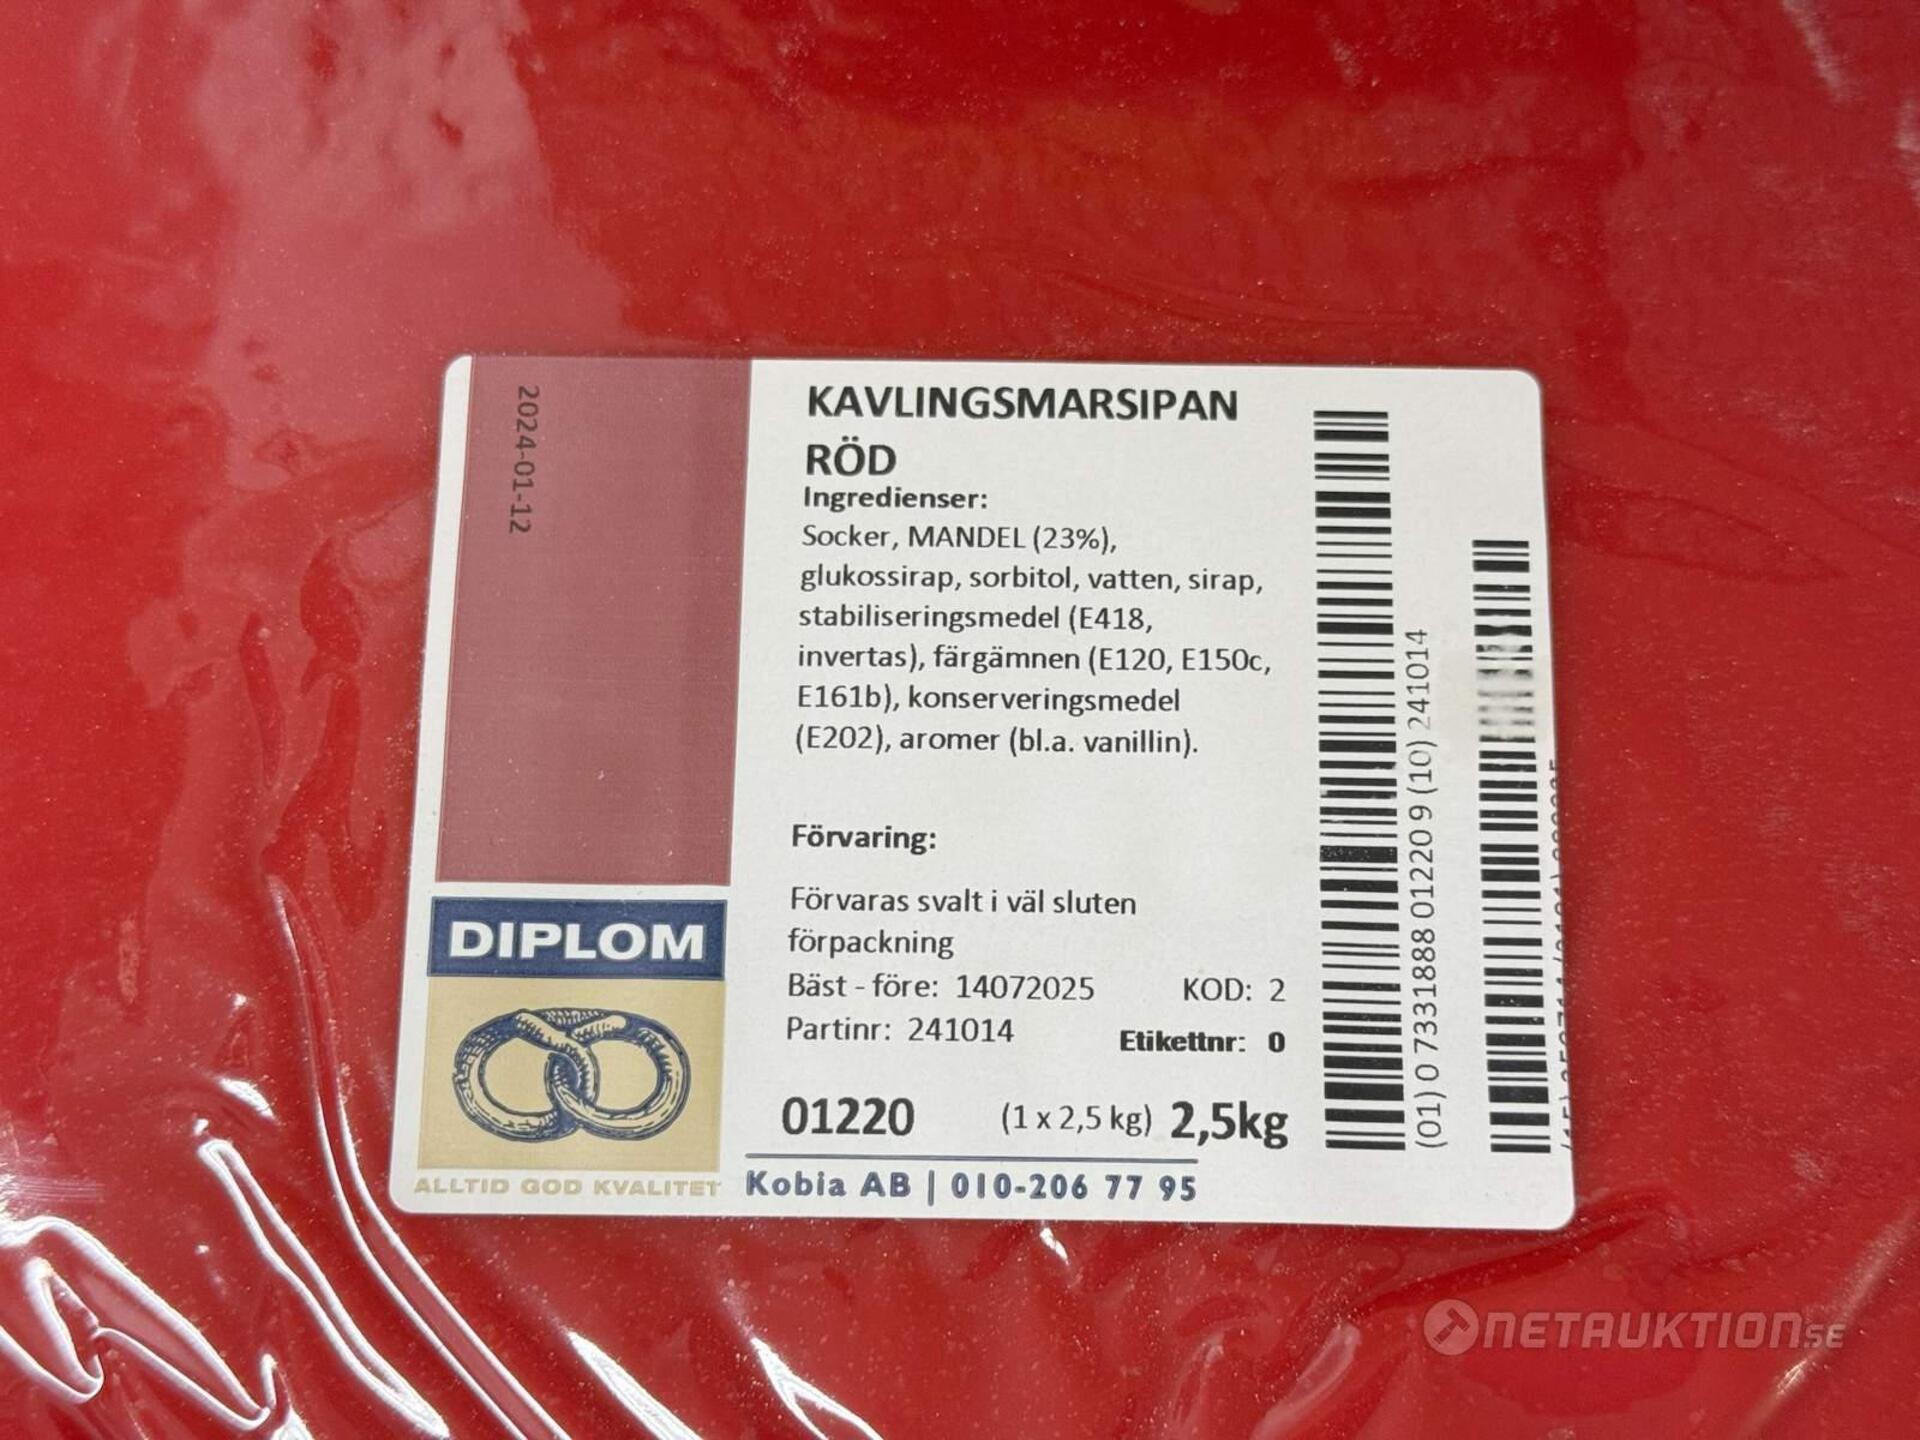 2024-01-12
KAVLINGSMARSIPAN
RÖD
Ingredienser:
Socker, MANDEL (23%),
glukossirap, sorbitol, vatten, sirap,
stabiliseringsmedel (E418,
invertas), färgämnen (E120, E150c,
E161b), konserveringsmedel
(E202), aromer (bl.a. vanillin).
Förvaring:
Förvaras svalt i väl sluten
förpackning
Bäst - före: 14072025 KOD: 2
Partinr: 241014 Etikettnr: 0
01220 (1 x 2,5 kg) 2,5kg
Kobia AB | 010-206 77 95
DIPLOM
ALLTID GOD KVALITET
(01) 0 7331888 01220 9 (10) 241014
NETAUKTION.SE